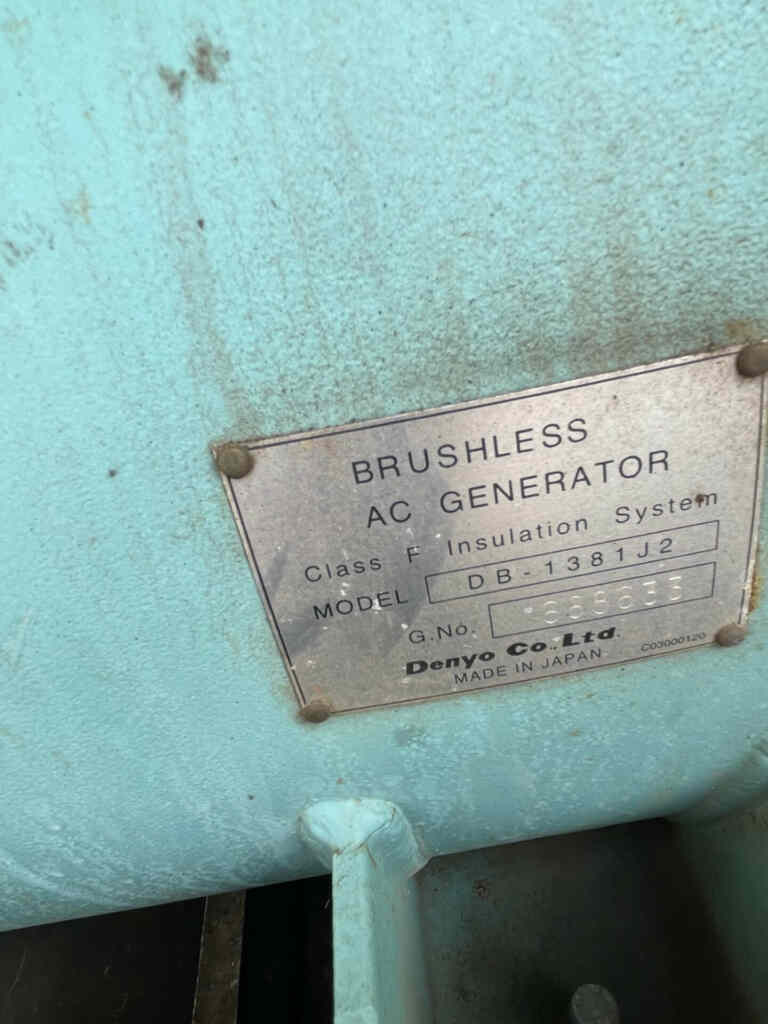 BRUSHLESS
AC GENERATOR
Class F Insulation System
MODEL DB-1381J2
G.No.
Denyo Co., Ltd.
MADE IN JAPAN
C03000120